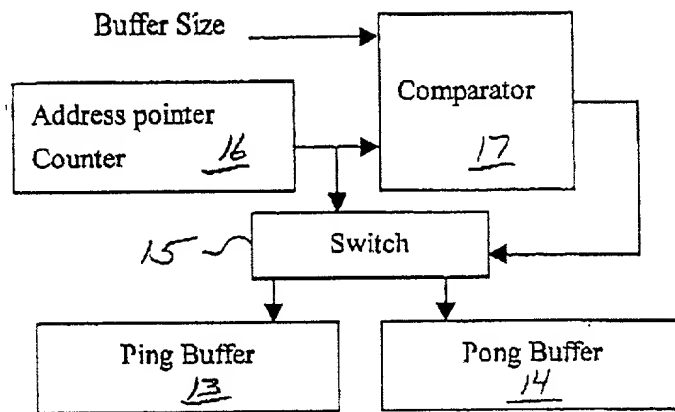 Buffer Size
Address pointer
Counter 16
Comparator
17
15
Switch
Ping Buffer
13
Pong Buffer
14